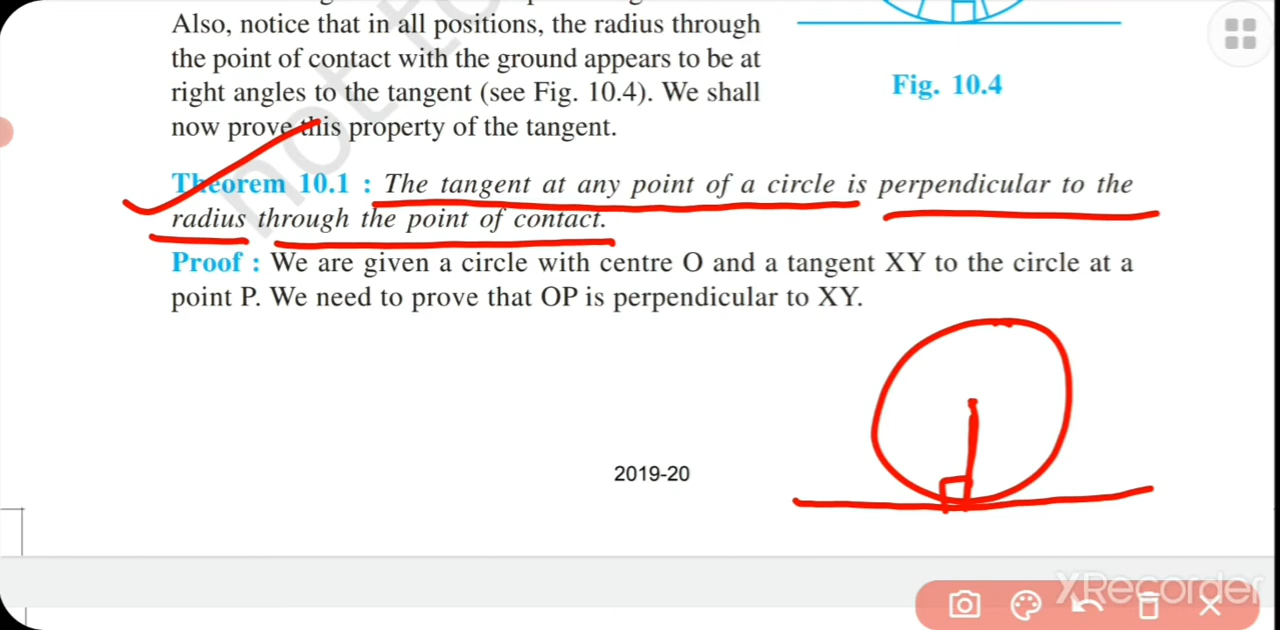 Also, notice that in all positions, the radius through
the point of contact with the ground appears to be at
right angles to the tangent (see Fig. 10.4). We shall
now prove this property of the tangent.
Fig. 10.4
Theorem 10.1 : The tangent at any point of a circle is perpendicular to the
radius through the point of contact.
Proof : We are given a circle with centre O and a tangent XY to the circle at a
point P. We need to prove that OP is perpendicular to XY.
2019-20
not to
XRecorder